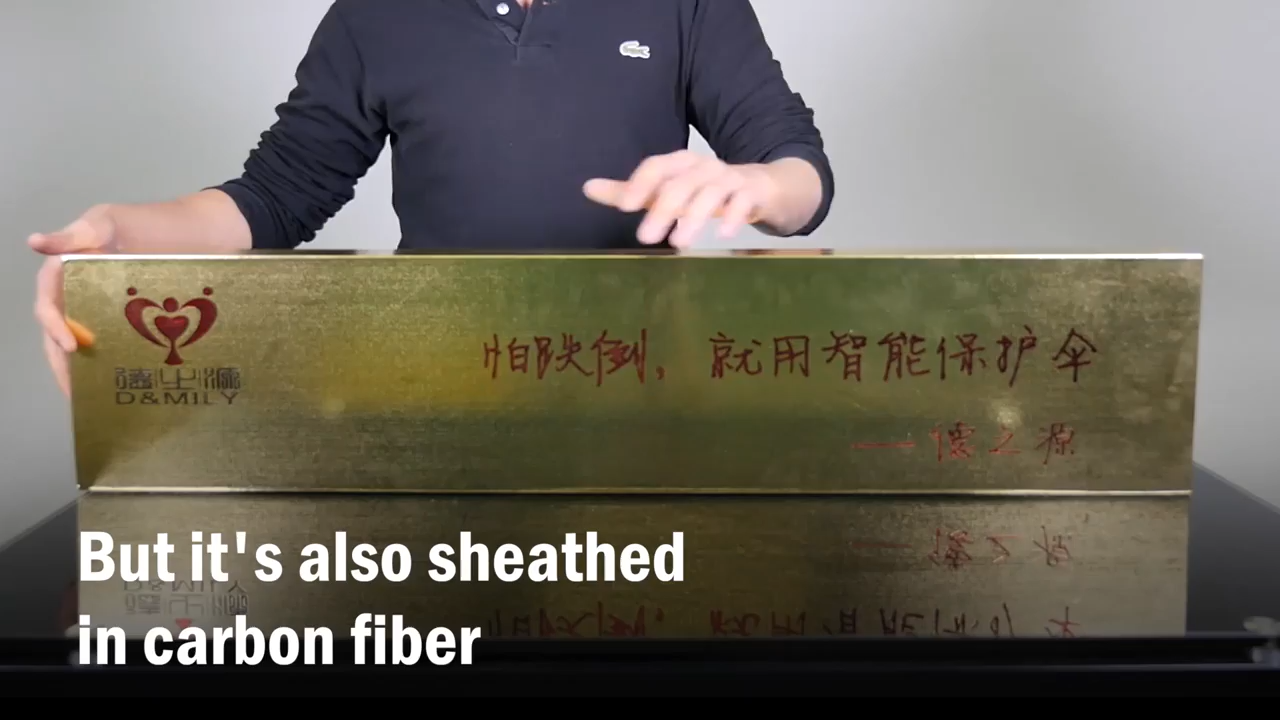 怕跌倒，就用智能保护伞
——德之源
D&MILY
But it's also sheathed
in carbon fiber